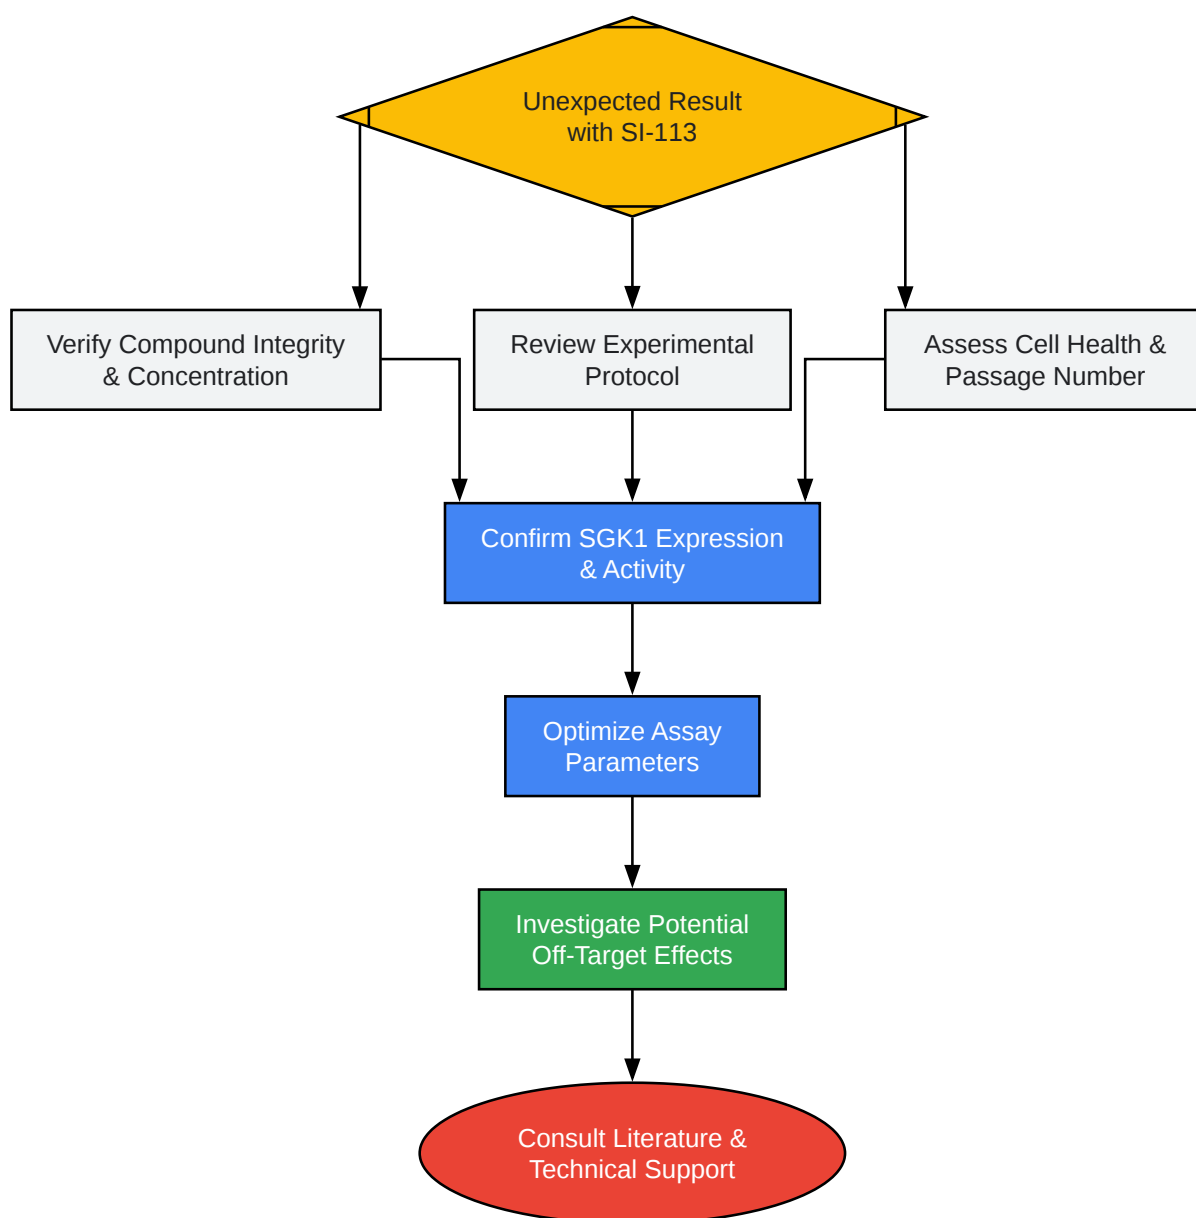 Unexpected Result
with SI-113
Verify Compound Integrity
& Concentration
Review Experimental
Protocol
Assess Cell Health &
Passage Number
Confirm SGK1 Expression
& Activity
Optimize Assay
Parameters
Investigate Potential
Off-Target Effects
Consult Literature &
Technical Support